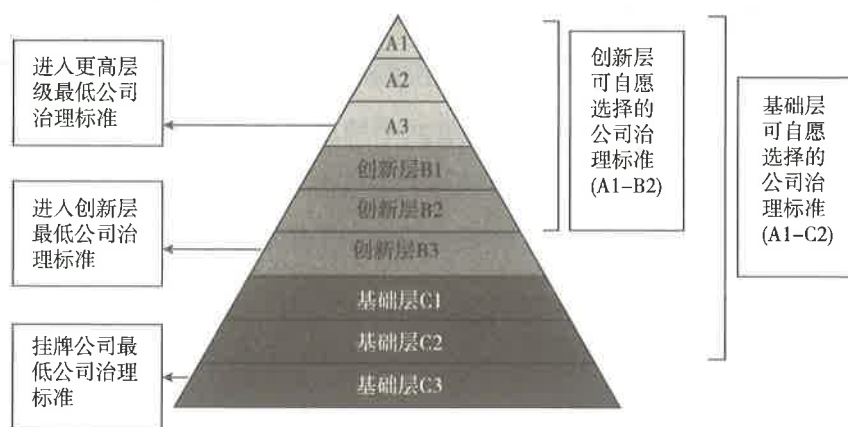 进入更高层
级最低公司
治理标准
进入创新层
最低公司治
理标准
挂牌公司最
低公司治理
标准
A1
A2
A3
创新层B1
创新层B2
创新层B3
基础层C1
基础层C2
基础层C3
创新层
可自愿
选择的
公司治
理标准
(A1-B2)
基础层
可自愿
选择的
公司治
理标准
(A1-C2)